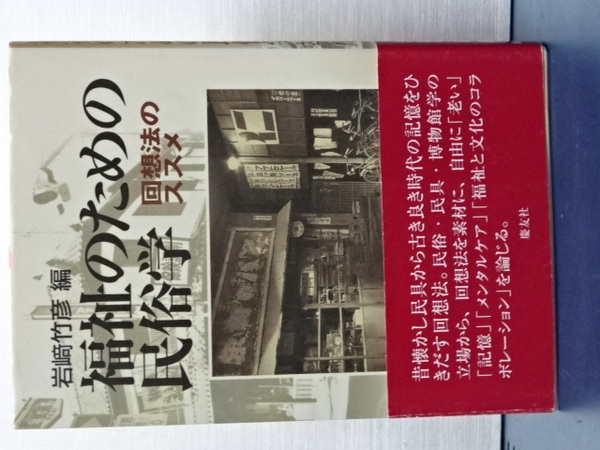 岩﨑竹彦 編
福祉のための
民俗学
回想法の
ススメ
昔懐かし民具から古き良き時代の記憶をひ
きだす回想法。民俗・民具・博物館学の
立場から、回想法を素材に、自由に「老い」
「記憶」「メンタルケア」「福祉と文化のコラ
ボレーション」を論じる。
慶友社